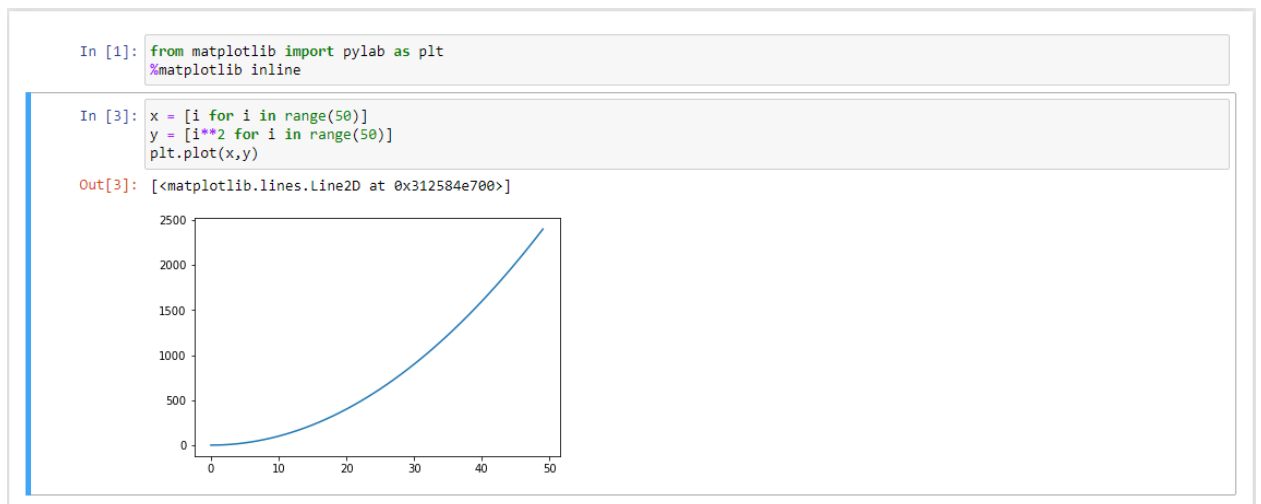 In [1]: from matplotlib import pylab as plt
%matplotlib inline
In [3]: x = [i for i in range(50)]
y = [i**2 for i in range(50)]
plt.plot(x,y)
Out[3]: [<matplotlib.lines.Line2D at 0x312584e700>]
2500
2000
1500
1000
500
0
0 10 20 30 40 50